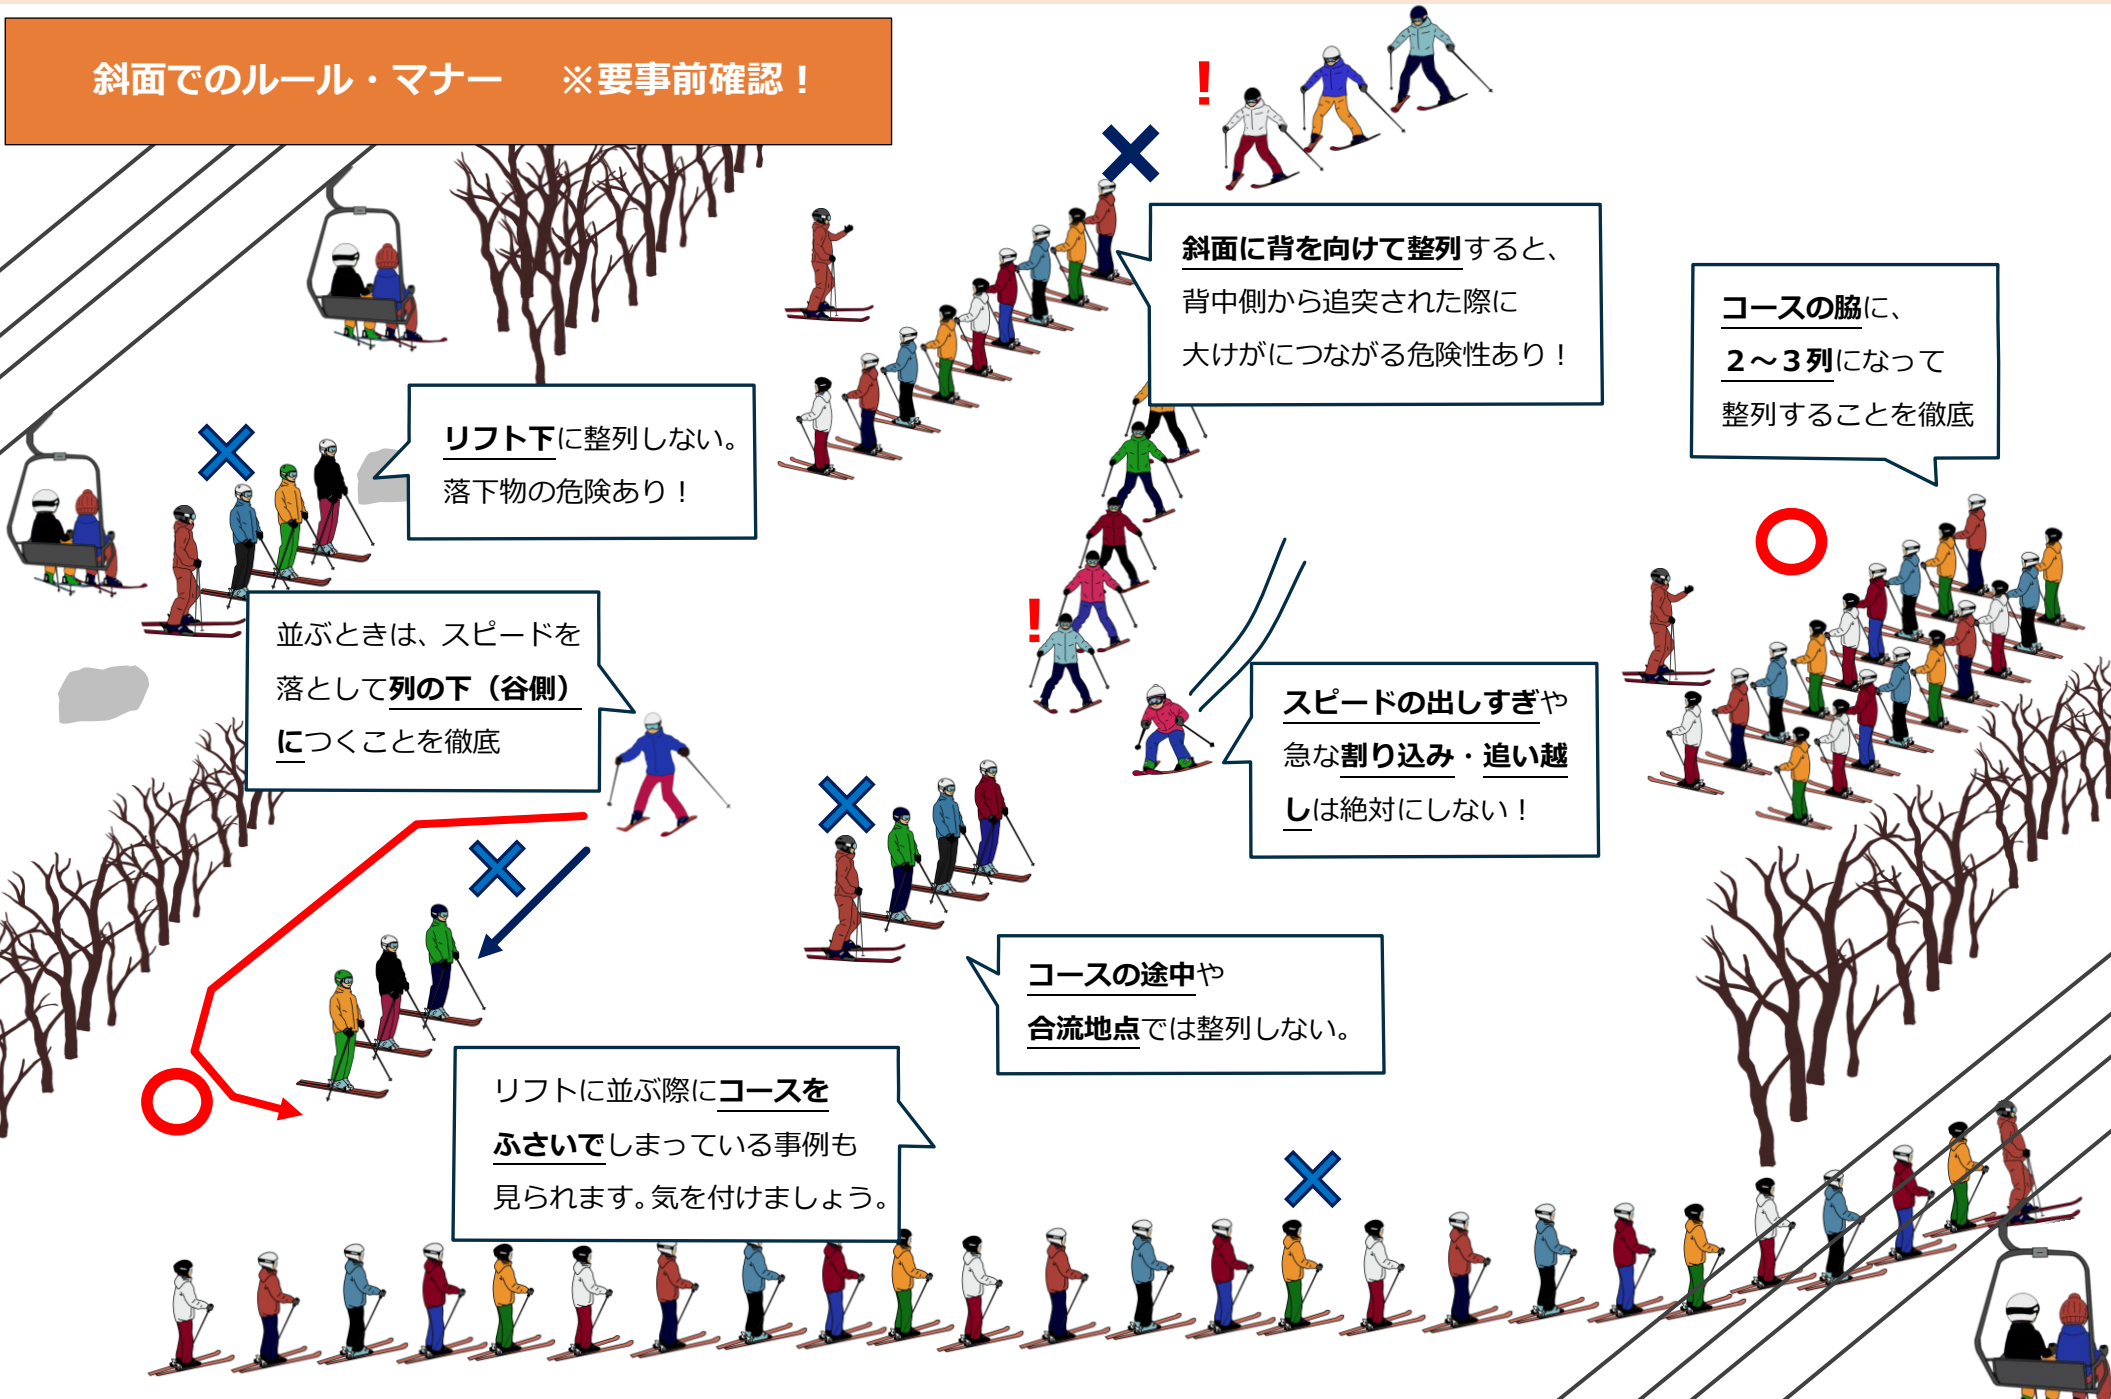 斜面でのルール・マナー　※要事前確認！
斜面に背を向けて整列すると、
背中側から追突された際に
大けがにつながる危険性あり！
コースの脇に、
２～３列になって
整列することを徹底
リフト下に整列しない。
落下物の危険あり！
並ぶときは、スピードを
落として列の下（谷側）
につくことを徹底
スピードの出しすぎや
急な割り込み・追い越
しは絶対にしない！
コースの途中や
合流地点では整列しない。
リフトに並ぶ際にコースを
ふさいでしまっている事例も
見られます。気を付けましょう。